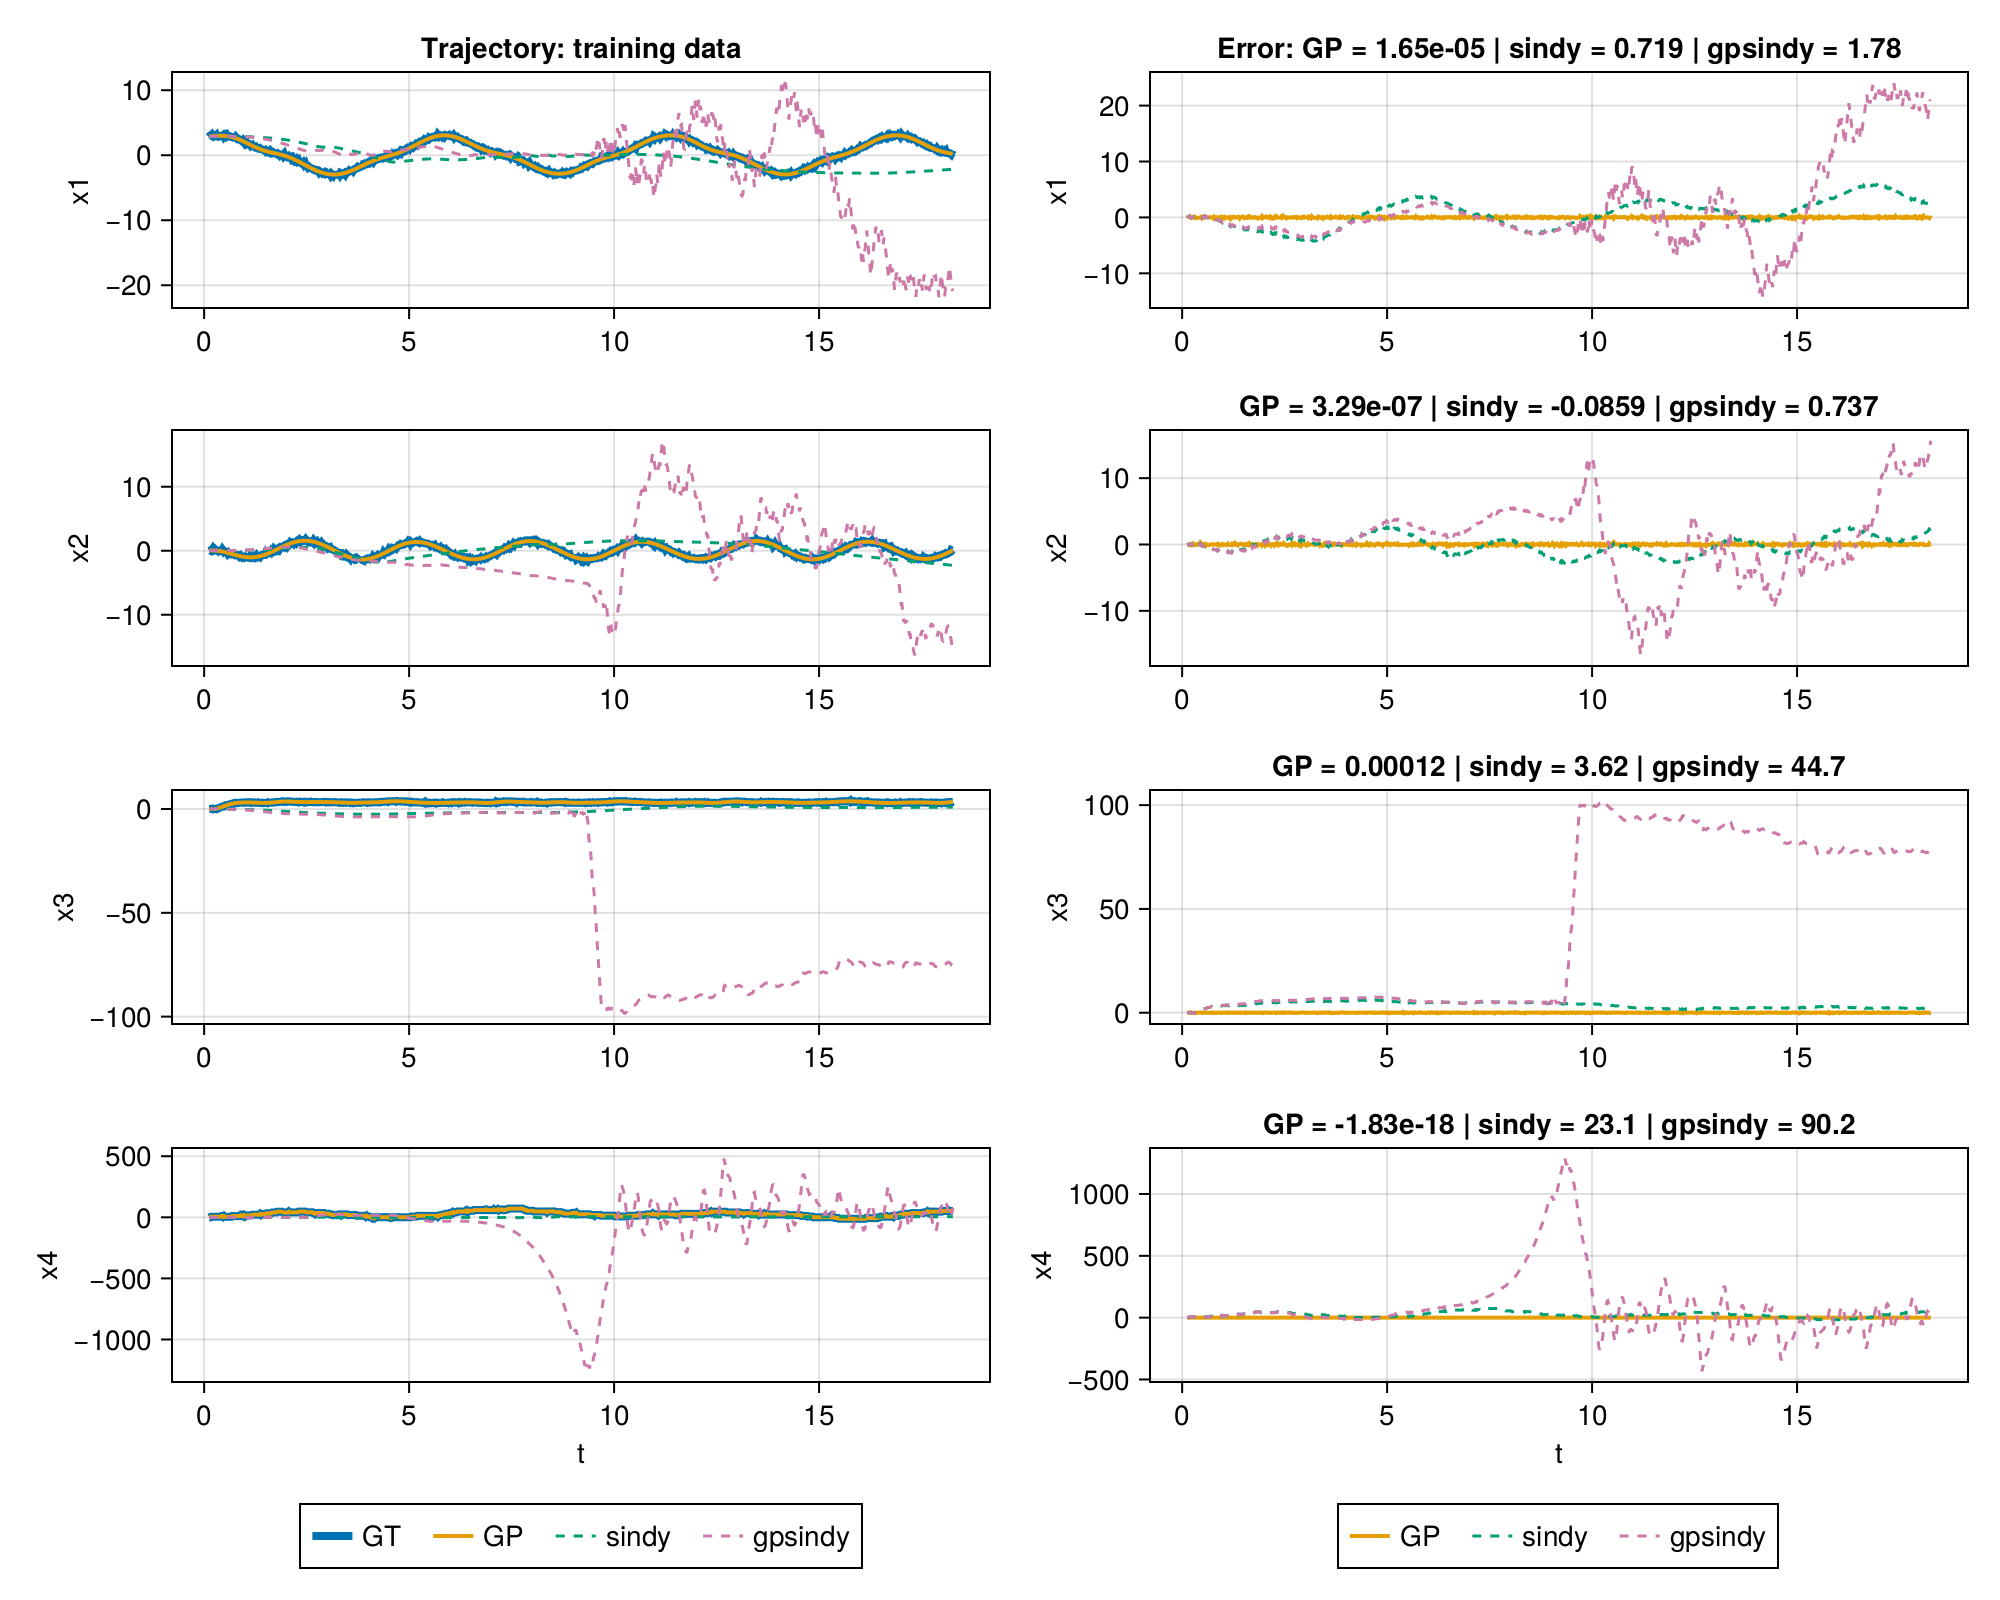 Trajectory: training data
10
0
−10
−20
x1
0 5 10 15
Error: GP = 1.65e-05 | sindy = 0.719 | gpsindy = 1.78
20
10
0
−10
x1
0 5 10 15
10
0
−10
x2
0 5 10 15
GP = 3.29e-07 | sindy = -0.0859 | gpsindy = 0.737
10
0
−10
x2
0 5 10 15
0
−50
−100
x3
0 5 10 15
GP = 0.00012 | sindy = 3.62 | gpsindy = 44.7
100
50
0
x3
0 5 10 15
500
0
−500
−1000
x4
0 5 10 15
t
GP = -1.83e-18 | sindy = 23.1 | gpsindy = 90.2
1000
500
0
−500
x4
0 5 10 15
t
GT GP sindy gpsindy
GP sindy gpsindy